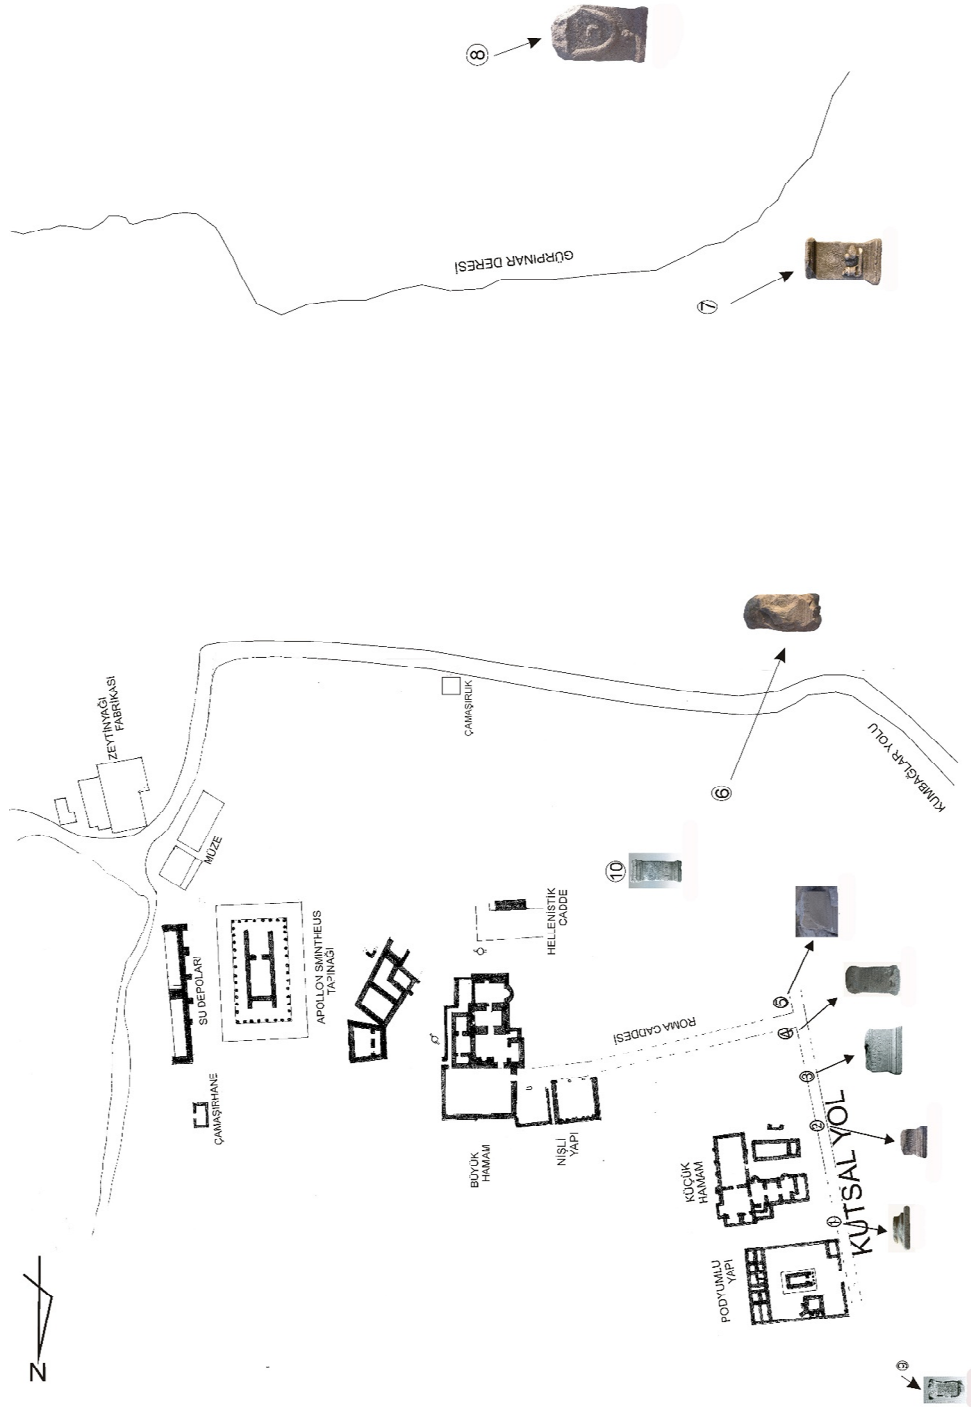 8
GÜRPINAR DERESİ
7
ZEYTİNYAĞI
FABRİKASI
ÇAMAŞIRLIK
KUMBAĞLAR YOLU
6
MÜZE
10
HELLENISTİK
CADDE
SU DEPOLARI
APOLLON SMINTHEUS
TAPINAĞI
5
4
ROMA CADDESİ
3
ÇAMAŞIRHANE
BÜYÜK
HAMAM
NİŞLİ
YAPI
2
KÜÇÜK
HAMAM
KUTSAL YOL
1
PODYUMLU
YAPI
N
9